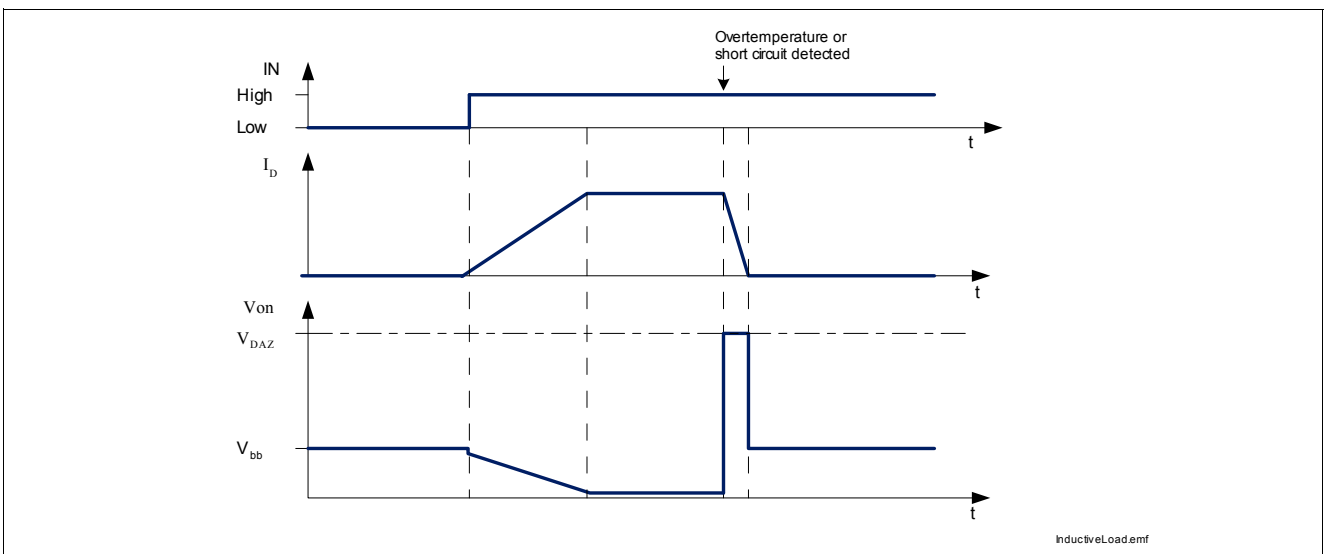 Overtemperature or
short circuit detected
IN
High
Low
t
I_D
t
Von
V_DAZ
V_bb
t
InductiveLoad.emf